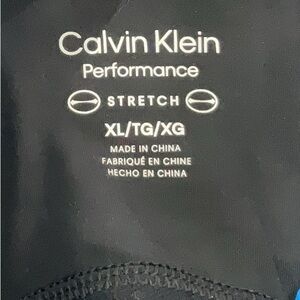 Calvin Klein
Performance
STRETCH
XL/TG/XG
MADE IN CHINA
FABRIQUÉ EN CHINE
HECHO EN CHINA